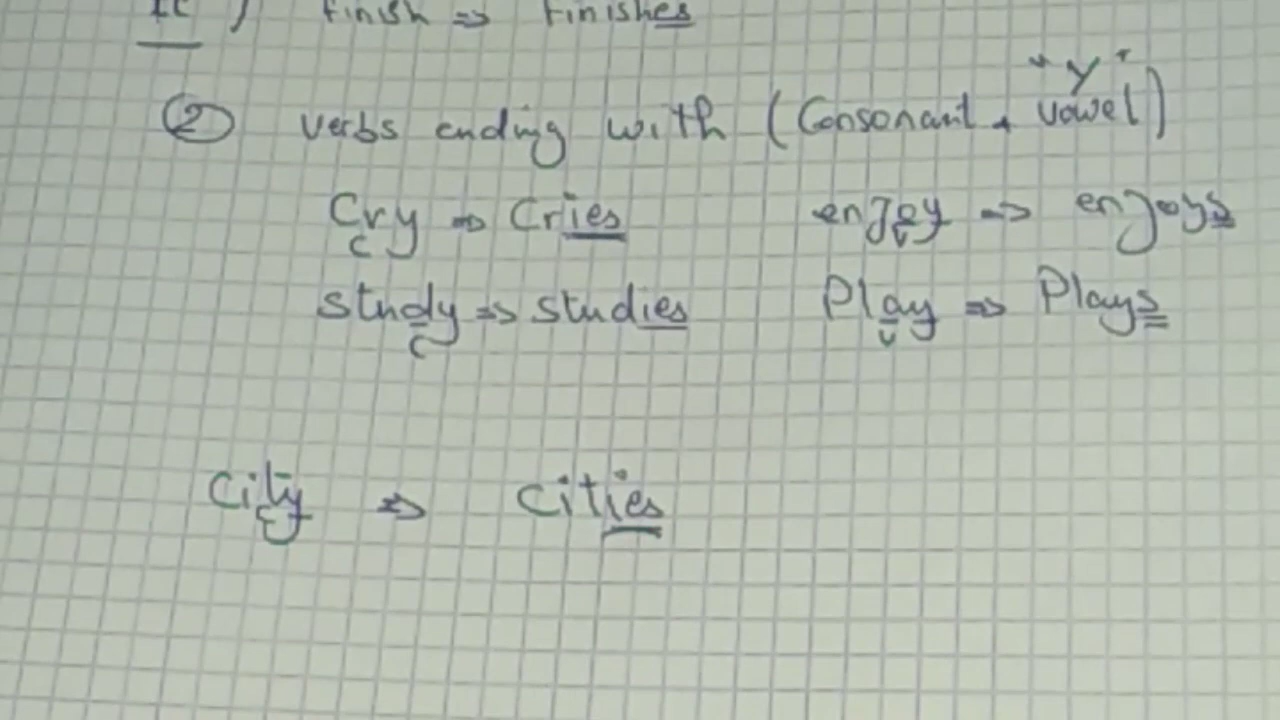 finish => finishes
"y"
② verbs ending with (Consonant + vowel)
Cry => Cries enjoy => enjoys
C v
study => studies Play => Plays
C v
City => Cities